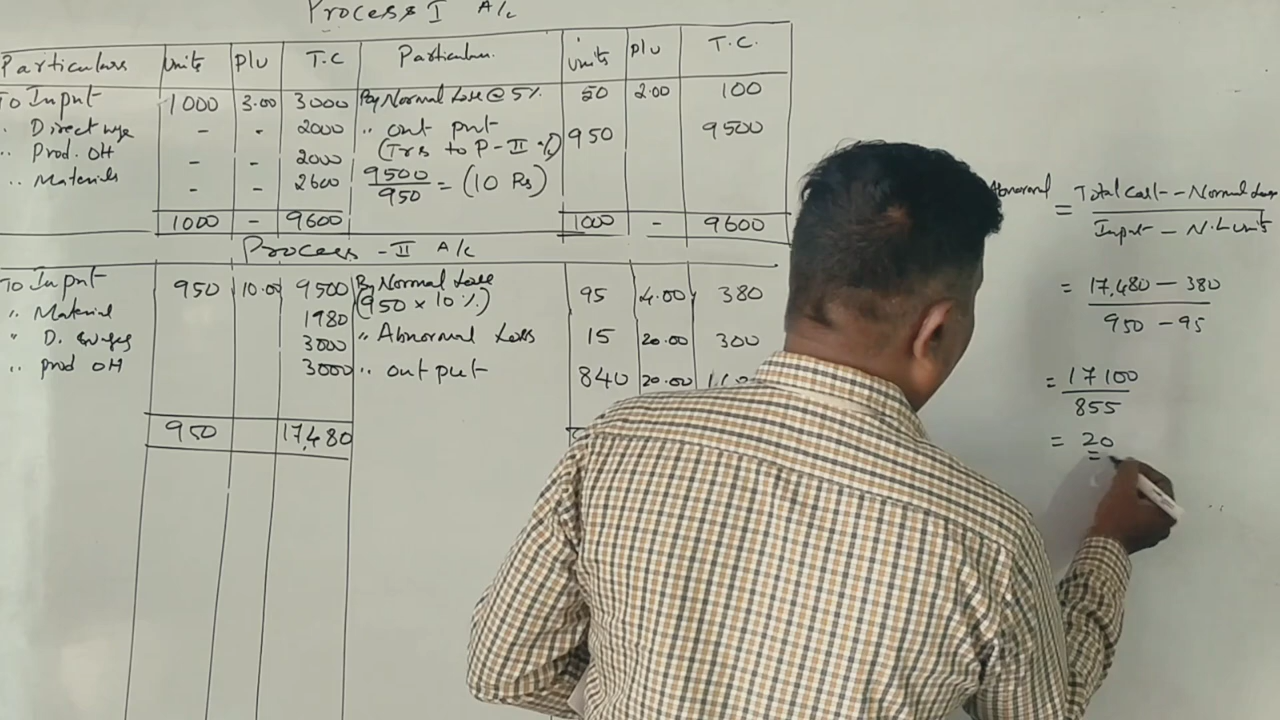 Process I A/c
Particulars Units P/U T.C Particulars Units P/U T.C.
To Input 1000 3.00 3000 By Normal Loss @ 5% 50 2.00 100
" Direct wge - - 2000 " out put 950 9500
" Prod. OH - - 2000 (Trs to P-II A/c)
" Materials - - 2600 9500/950 = (10 Rs)
1000 - 9600 1000 - 9600
Process - II A/c
To Input 950 10.00 9500 By Normal Loss 95 4.00 380
" Material 1980 (950 x 10%)
" D. wages 3000 " Abnormal Loss 15 20.00 300
" prod OH 3000 " out put 840 20.00
950 17,480
Abnormal = Total Cost - Normal Loss
Input - N.L units
= 17,480 - 380
950 - 95
= 17100
855
= 20